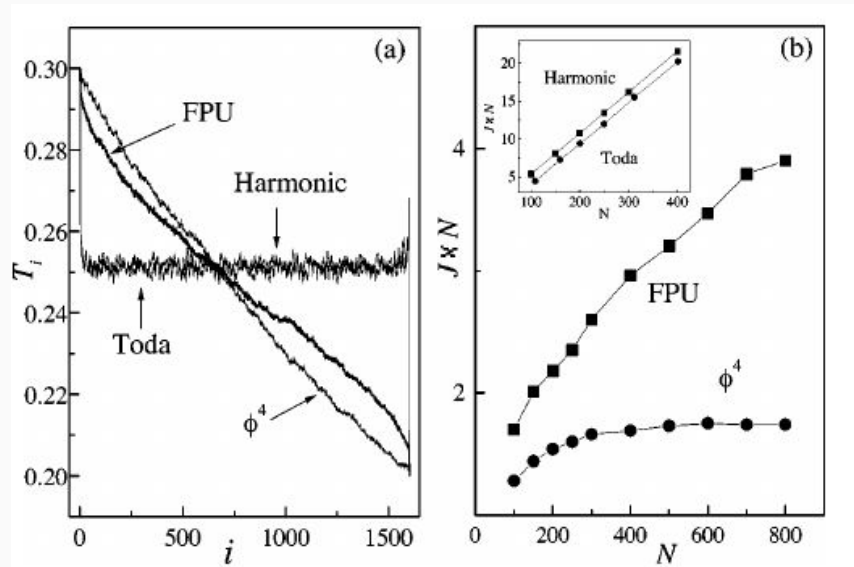 (a)
0.30
0.28
0.26
0.24
0.22
0.20
T_i
FPU
Harmonic
Toda
ϕ⁴
0
500
1000
1500
i
(b)
4
2
J×N
FPU
ϕ⁴
0
200
400
600
800
N
20
15
10
5
J×N
Harmonic
Toda
100
200
300
400
N